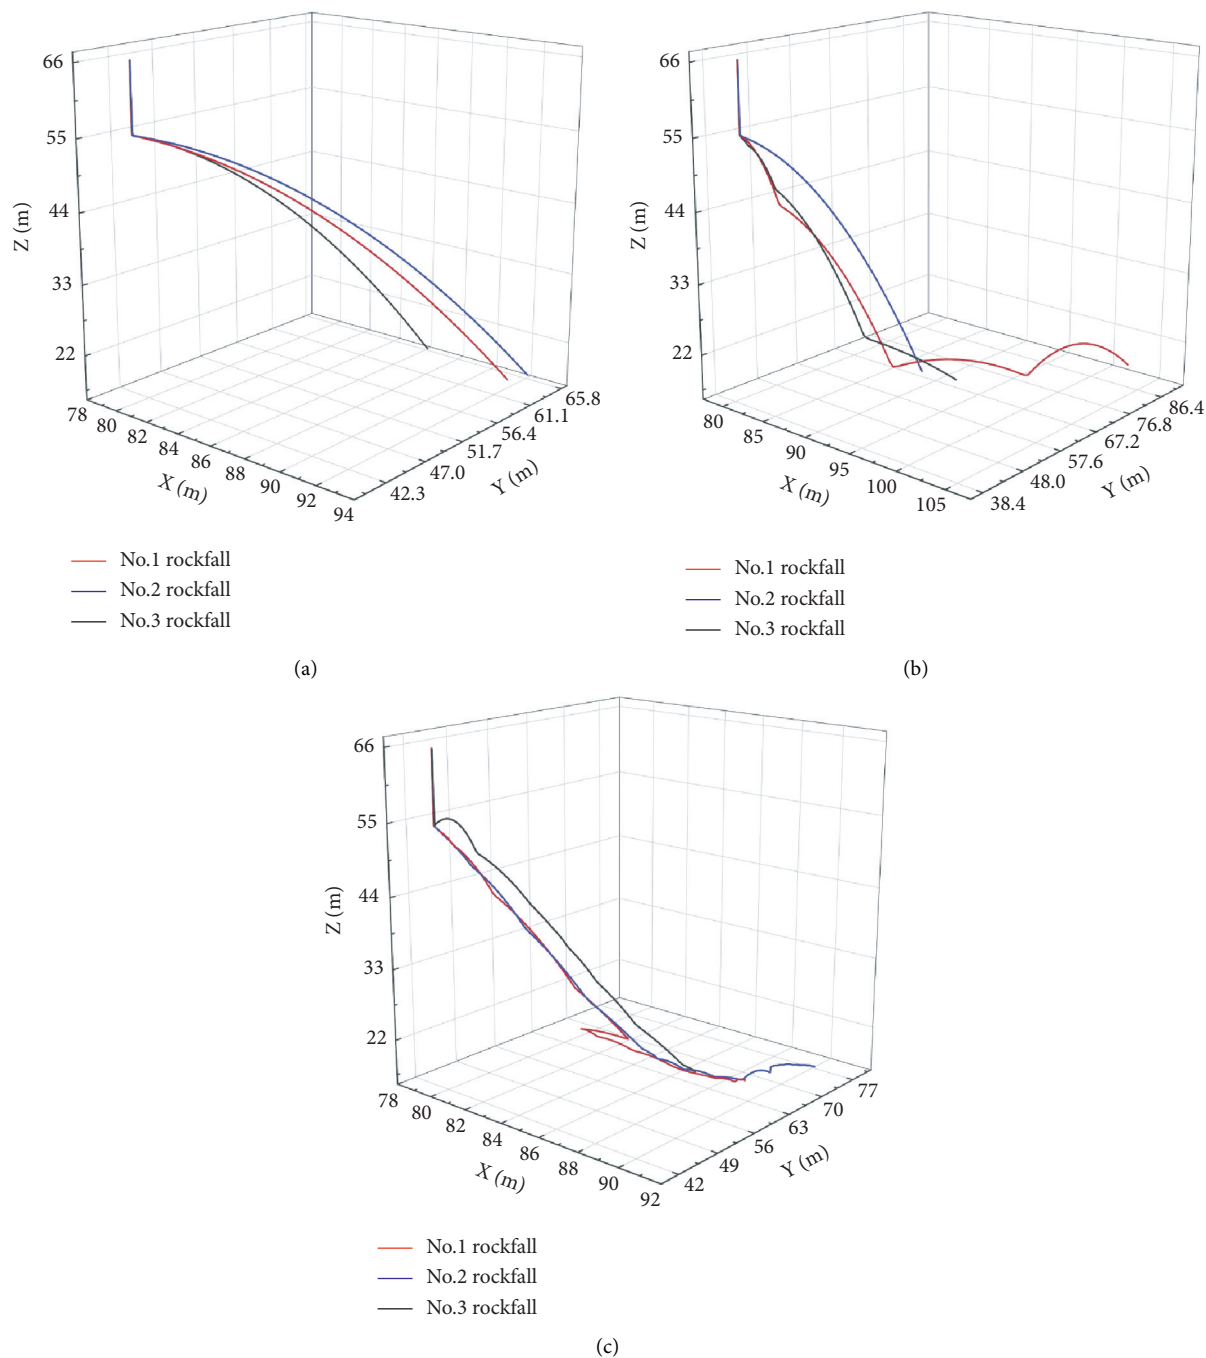 66
55
44
33
22
Z (m)
78
80
82
84
86
88
90
92
94
X (m)
42.3
47.0
51.7
56.4
61.1
65.8
Y (m)
No.1 rockfall
No.2 rockfall
No.3 rockfall
(a)
66
55
44
33
22
Z (m)
80
85
90
95
100
105
X (m)
38.4
48.0
57.6
67.2
76.8
86.4
Y (m)
No.1 rockfall
No.2 rockfall
No.3 rockfall
(b)
66
55
44
33
22
Z (m)
78
80
82
84
86
88
90
92
X (m)
42
49
56
63
70
77
Y (m)
No.1 rockfall
No.2 rockfall
No.3 rockfall
(c)